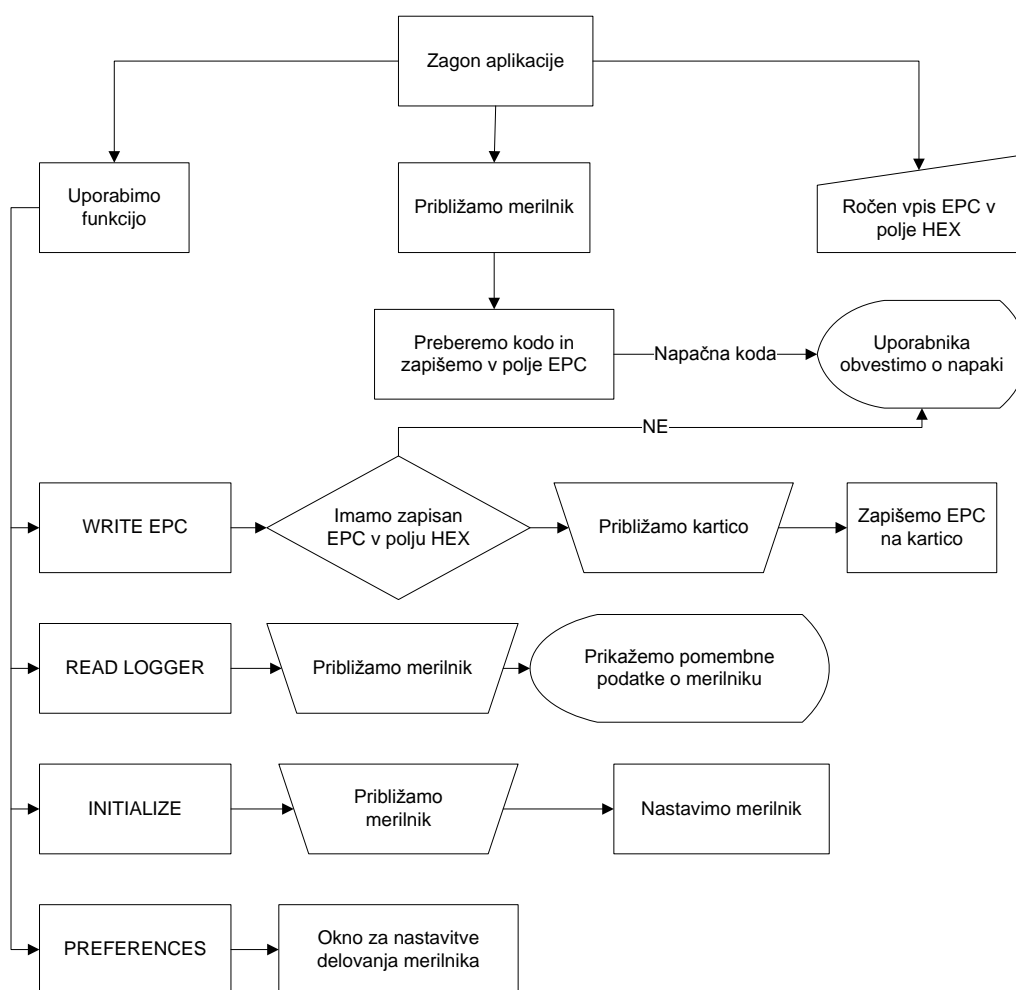 Zagon aplikacije
Uporabimo
funkcijo
Približamo merilnik
Ročen vpis EPC v
polje HEX
Preberemo kodo in
zapišemo v polje EPC
Napačna koda
Uporabnika
obvestimo o napaki
NE
WRITE EPC
Imamo zapisan
EPC v polju HEX
Približamo kartico
Zapišemo EPC
na kartico
READ LOGGER
Približamo merilnik
Prikažemo pomembne
podatke o merilniku
INITIALIZE
Približamo
merilnik
Nastavimo merilnik
PREFERENCES
Okno za nastavitve
delovanja merilnika